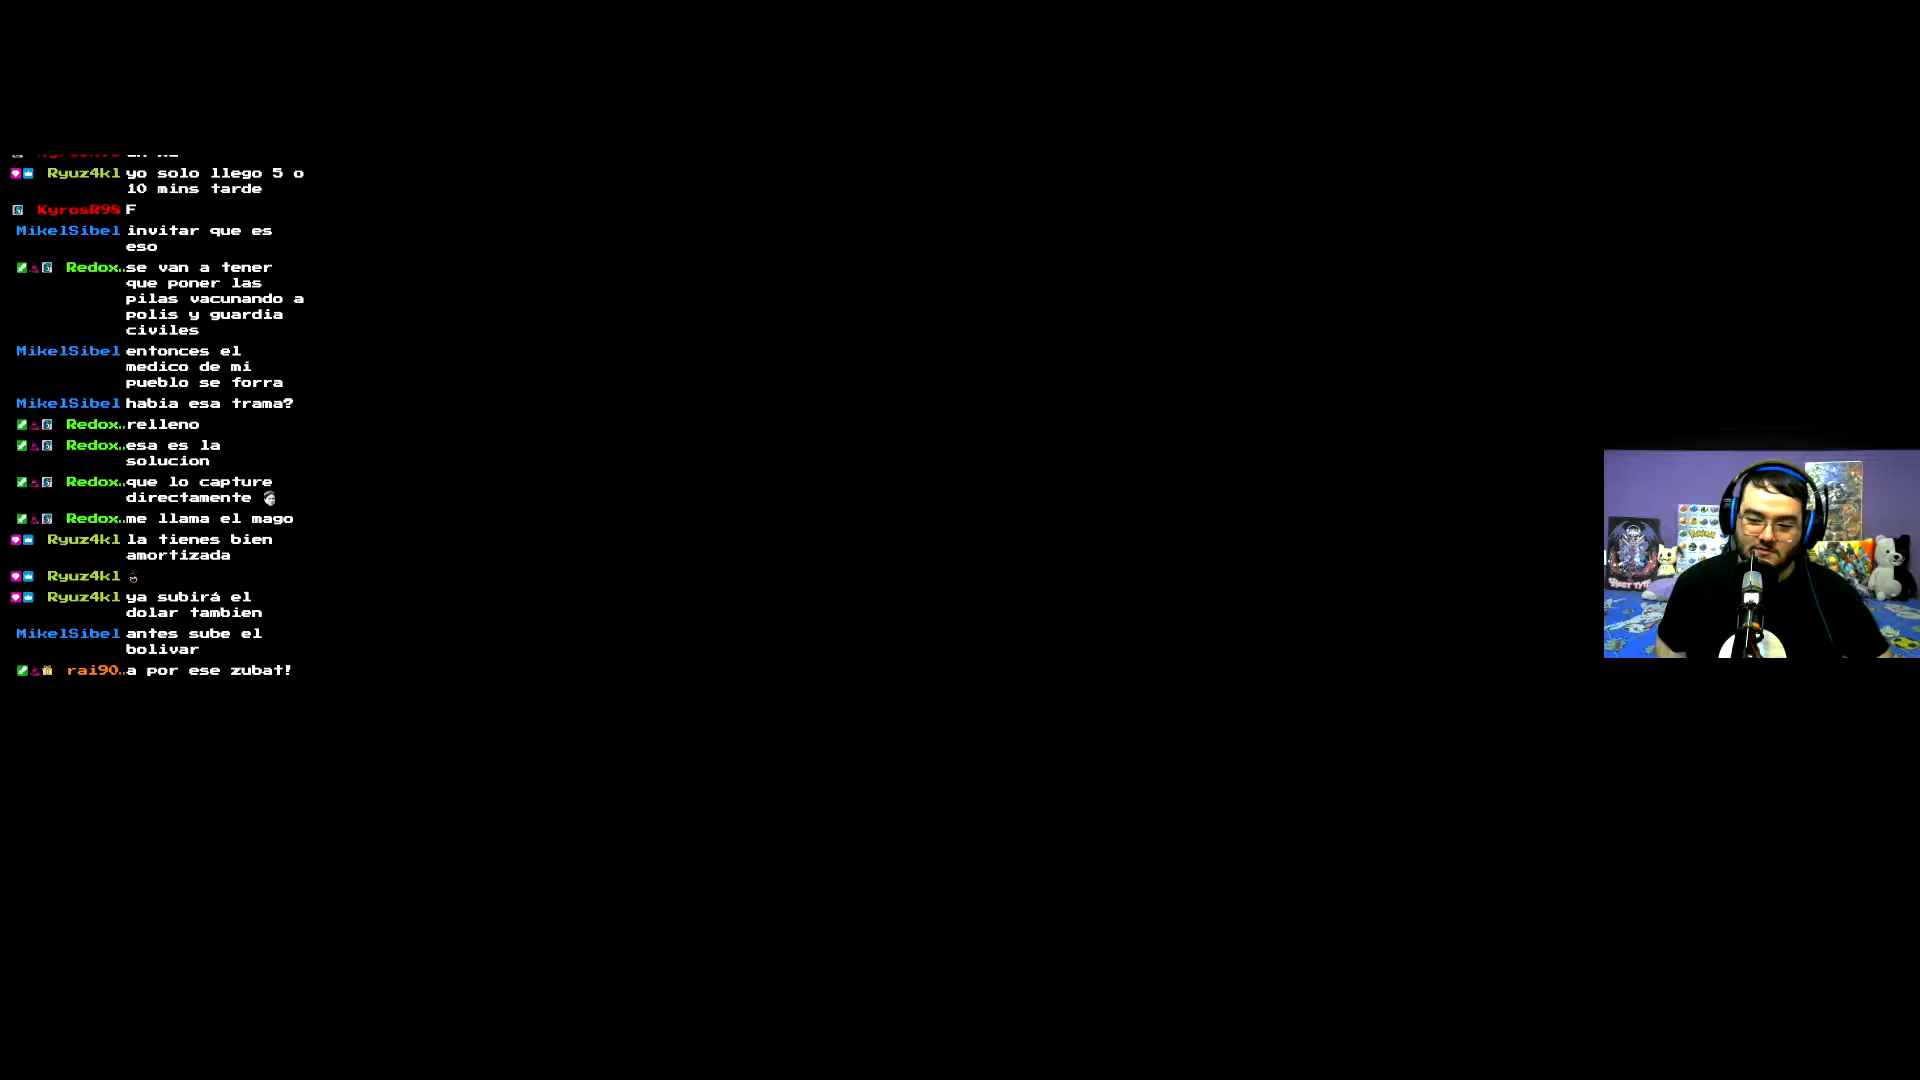 Ryuz4kl yo solo llego 5 o
10 mins tarde
KyrosR98 F
MikelSibel invitar que es
eso
Redox.. se van a tener
que poner las
pilas vacunando a
polis y guardia
civiles
MikelSibel entonces el
medico de mi
pueblo se forra
MikelSibel habia esa trama?
Redox.. relleno
Redox.. esa es la
solucion
Redox.. que lo capture
directamente
Redox.. me llama el mago
Ryuz4kl la tienes bien
amortizada
Ryuz4kl
Ryuz4kl ya subirá el
dolar tambien
MikelSibel antes sube el
bolivar
rai90.. a por ese zubat!